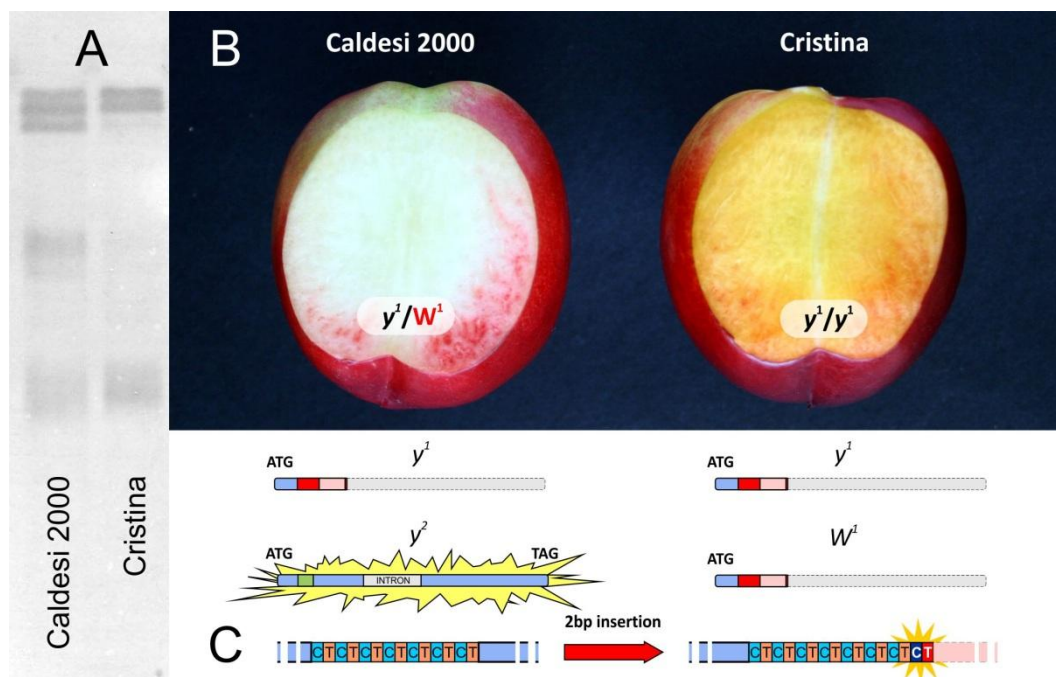 A
Caldesi 2000
Cristina
B
Caldesi 2000
Cristina
y¹/W¹
y¹/y¹
y¹
y¹
ATG
ATG
y²
W¹
ATG
TAG
ATG
INTRON
C
CTCTCTCTCTCTCT
2bp insertion
CTCTCTCTCTCTCTCT